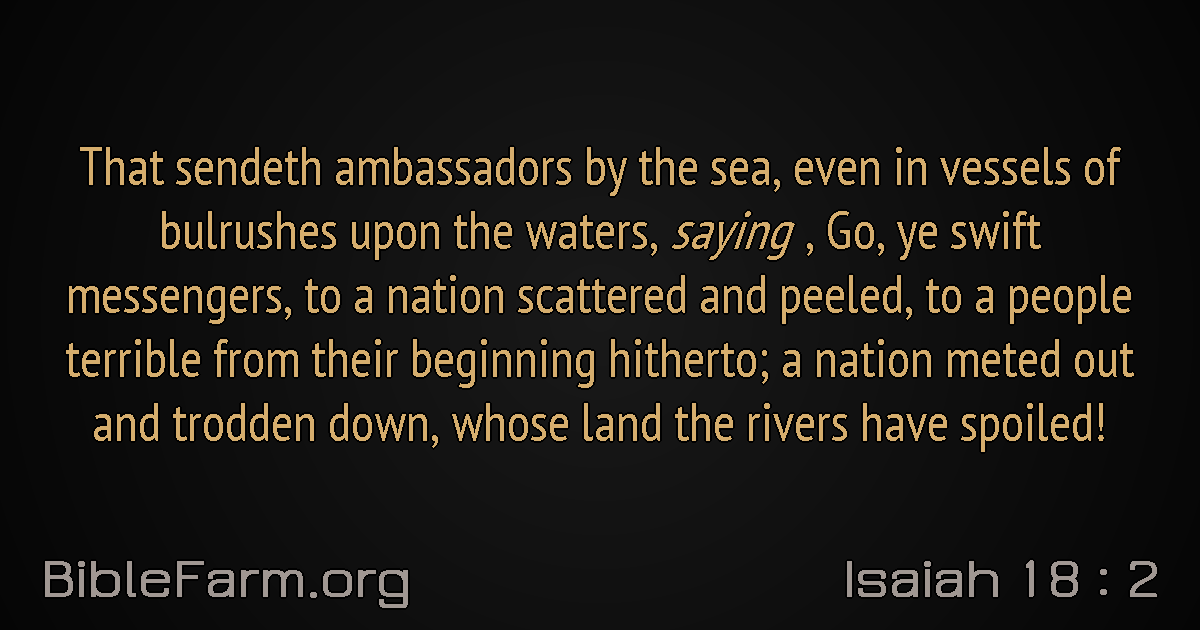 That sendeth ambassadors by the sea, even in vessels of
bulrushes upon the waters, saying , Go, ye swift
messengers, to a nation scattered and peeled, to a people
terrible from their beginning hitherto; a nation meted out
and trodden down, whose land the rivers have spoiled!
BibleFarm.org
Isaiah 18 : 2